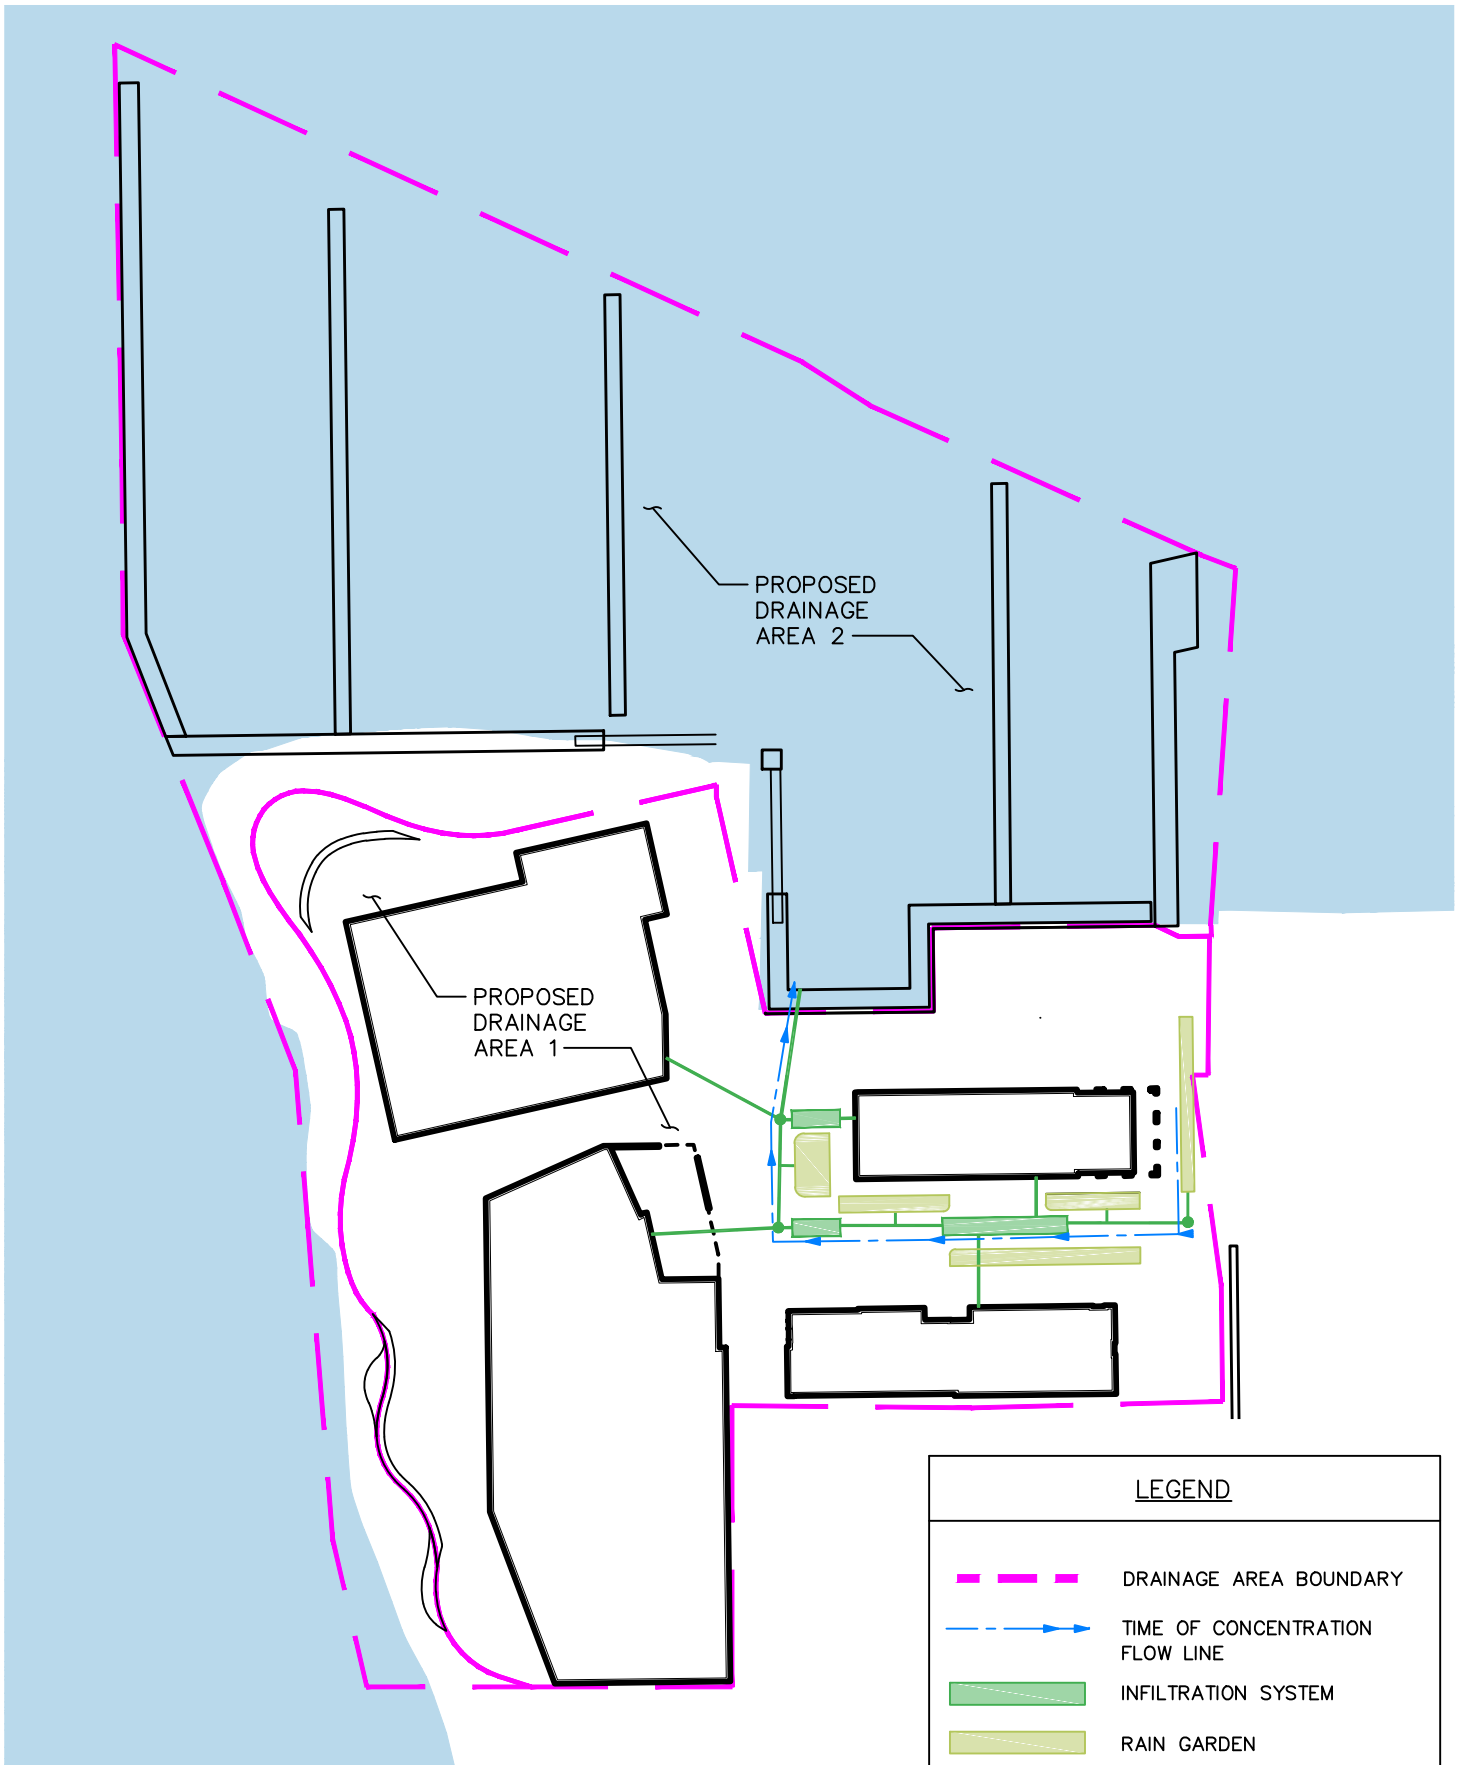 PROPOSED
DRAINAGE
AREA 2
PROPOSED
DRAINAGE
AREA 1
LEGEND
DRAINAGE AREA BOUNDARY
TIME OF CONCENTRATION
FLOW LINE
INFILTRATION SYSTEM
RAIN GARDEN